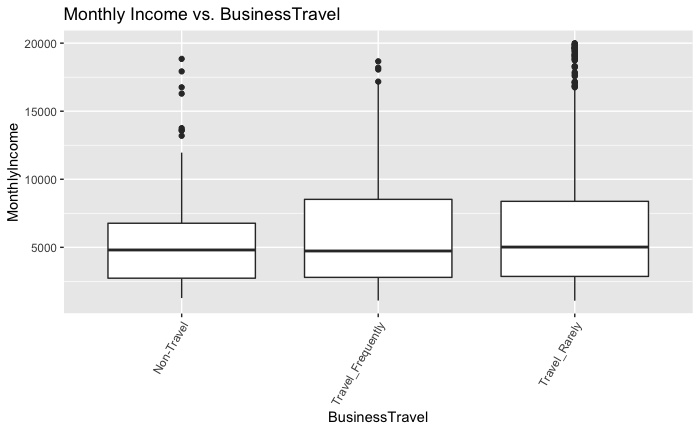 Monthly Income vs. BusinessTravel
20000
15000
10000
5000
MonthlyIncome
Non-Travel
Travel_Frequently
Travel_Rarely
BusinessTravel